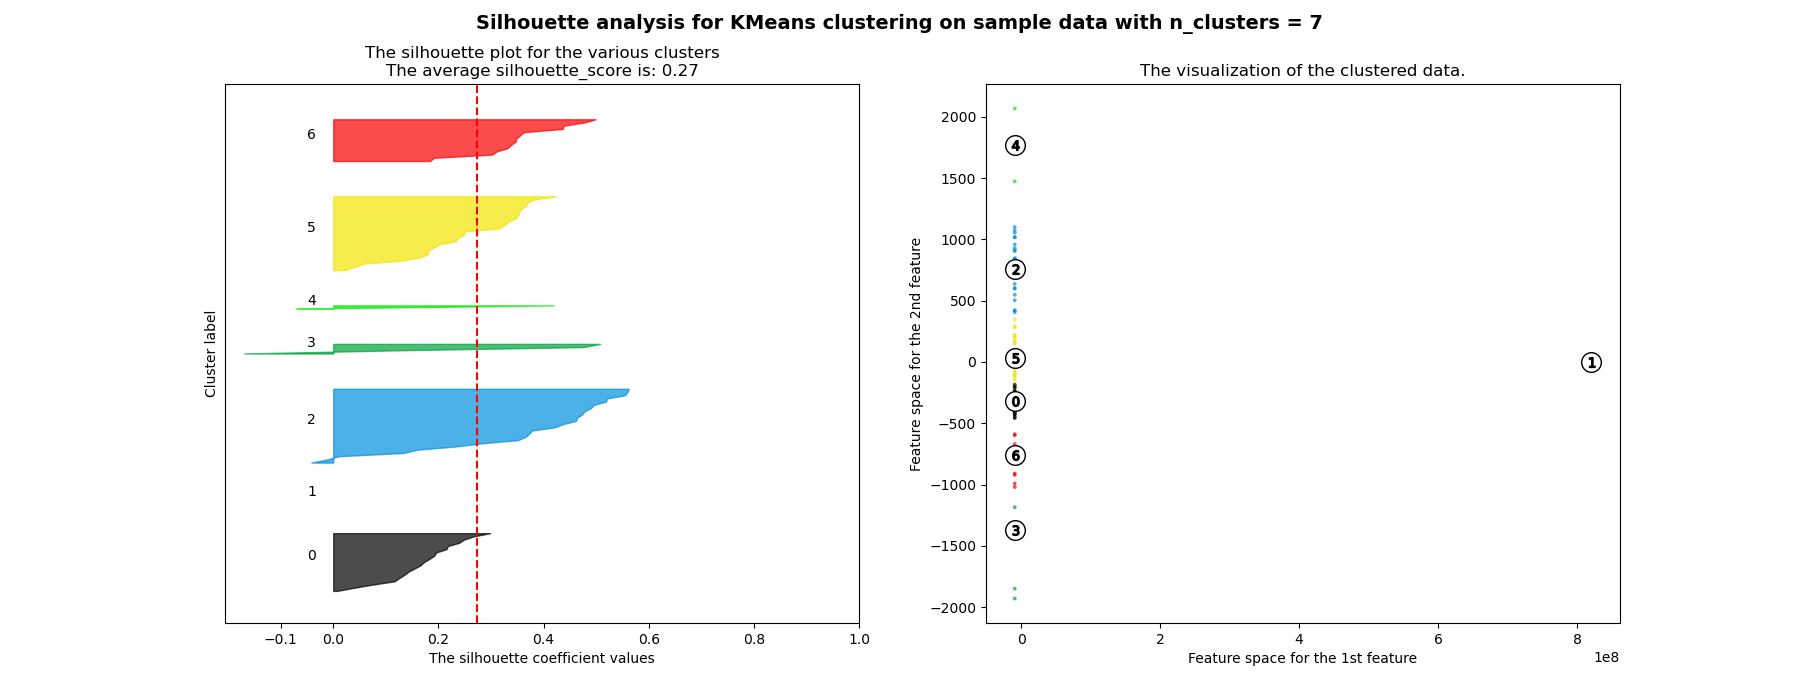 Silhouette analysis for KMeans clustering on sample data with n_clusters = 7
The silhouette plot for the various clusters
The average silhouette_score is: 0.27
6
5
4
3
2
1
0
Cluster label
−0.1 0.0 0.2 0.4 0.6 0.8 1.0
The silhouette coefficient values
The visualization of the clustered data.
2000
1500
1000
500
0
−500
−1000
−1500
−2000
Feature space for the 2nd feature
4
2
5
1
0
6
3
0 2 4 6 8
1e8
Feature space for the 1st feature